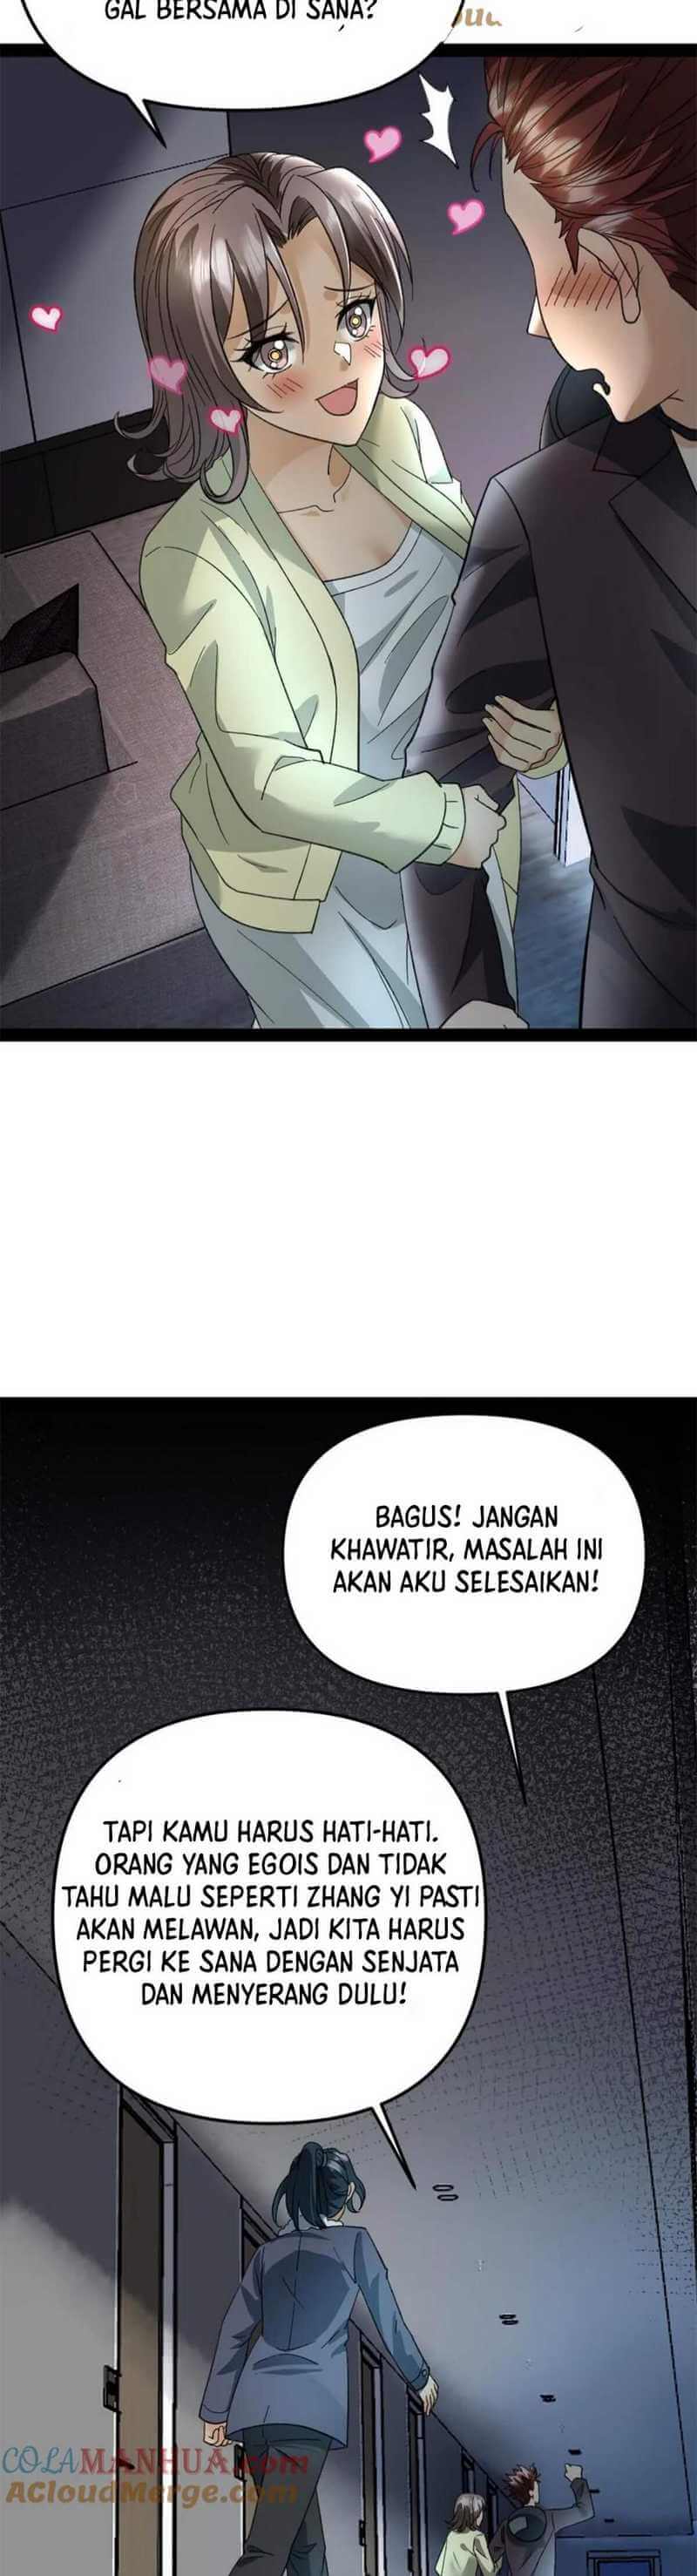 GAL BERSAMA DI SANA?
BAGUS! JANGAN
KHAWATIR, MASALAH INI
AKAN AKU SELESAIKAN!
TAPI KAMU HARUS HATI-HATI.
ORANG YANG EGOIS DAN TIDAK
TAHU MALU SEPERTI ZHANG YI PASTI
AKAN MELAWAN, JADI KITA HARUS
PERGI KE SANA DENGAN SENJATA
DAN MENYERANG DULU!
COLAMANHUA.com
ACloudMerge.com